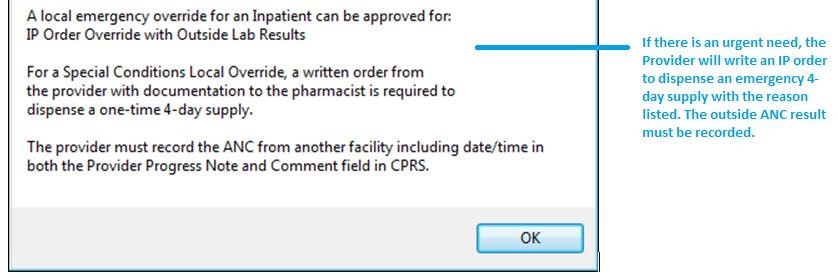 A local emergency override for an Inpatient can be approved for:
IP Order Override with Outside Lab Results
For a Special Conditions Local Override, a written order from
the provider with documentation to the pharmacist is required to
dispense a one-time 4-day supply.
The provider must record the ANC from another facility including date/time in
both the Provider Progress Note and Comment field in CPRS.
OK
If there is an urgent need, the
Provider will write an IP order
to dispense an emergency 4-
day supply with the reason
listed. The outside ANC result
must be recorded.